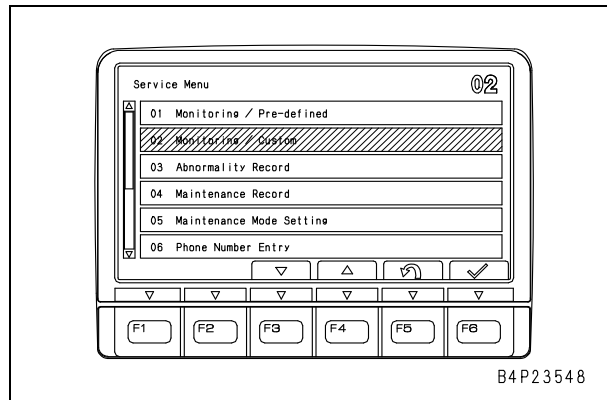 Service Menu 02
01 Monitoring / Pre-defined
02 Monitoring / Custom
03 Abnormality Record
04 Maintenance Record
05 Maintenance Mode Setting
06 Phone Number Entry
F1 F2 F3 F4 F5 F6
B4P23548